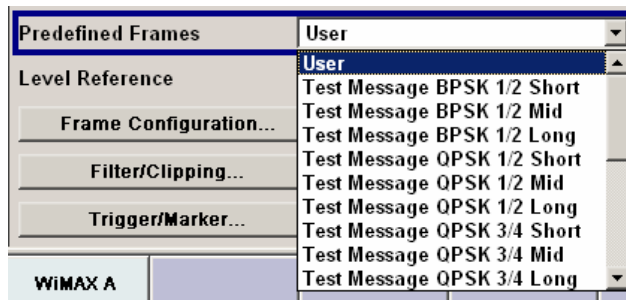 Predefined Frames User
User
Level Reference
Test Message BPSK 1/2 Short
Test Message BPSK 1/2 Mid
Frame Configuration...
Test Message BPSK 1/2 Long
Test Message QPSK 1/2 Short
Filter/Clipping...
Test Message QPSK 1/2 Mid
Test Message QPSK 1/2 Long
Trigger/Marker...
Test Message QPSK 3/4 Short
Test Message QPSK 3/4 Mid
Test Message QPSK 3/4 Long
WiMAX A